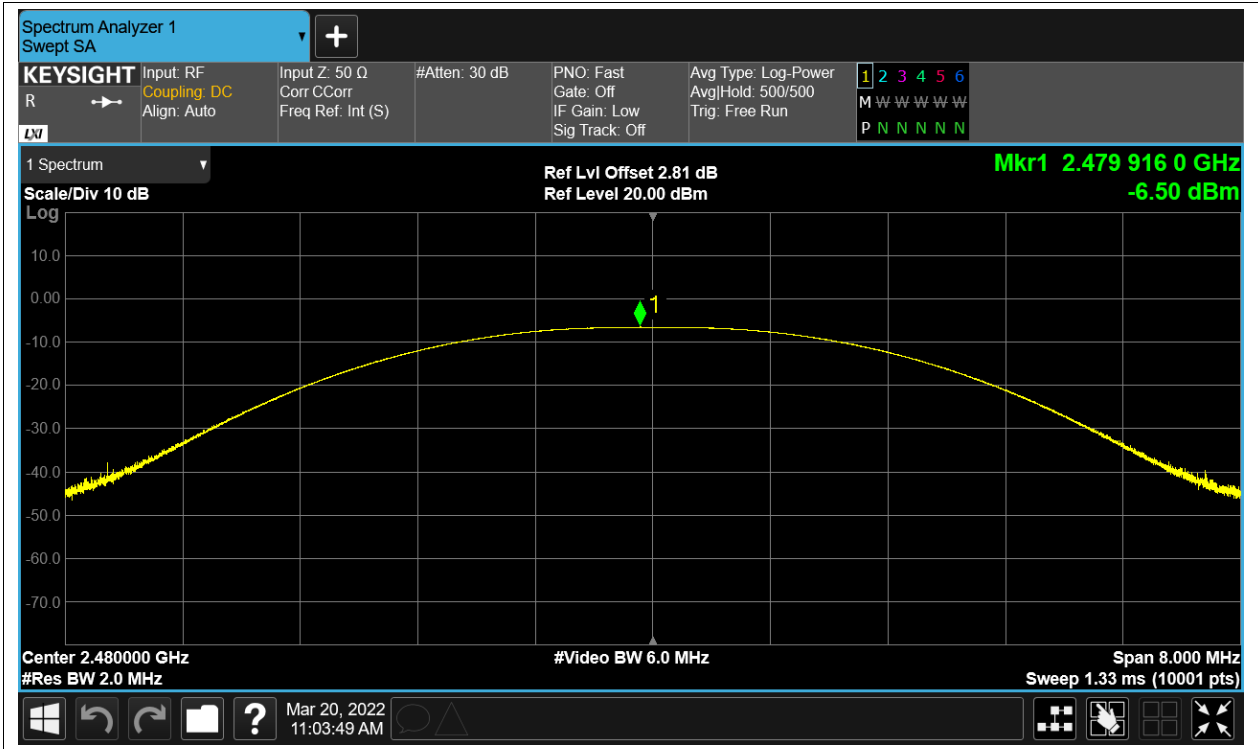 Spectrum Analyzer 1
Swept SA
KEYSIGHT
R
LXI
Input: RF
Coupling: DC
Align: Auto
Input Z: 50 Ω
Corr CCorr
Freq Ref: Int (S)
#Atten: 30 dB
PNO: Fast
Gate: Off
IF Gain: Low
Sig Track: Off
Avg Type: Log-Power
Avg|Hold: 500/500
Trig: Free Run
1 2 3 4 5 6
M W W W W W
P N N N N N
1 Spectrum
Scale/Div 10 dB
Log
Ref Lvl Offset 2.81 dB
Ref Level 20.00 dBm
Mkr1 2.479 916 0 GHz
-6.50 dBm
10.0
0.00
-10.0
-20.0
-30.0
-40.0
-50.0
-60.0
-70.0
1
Center 2.480000 GHz
#Res BW 2.0 MHz
#Video BW 6.0 MHz
Span 8.000 MHz
Sweep 1.33 ms (10001 pts)
?
Mar 20, 2022
11:03:49 AM